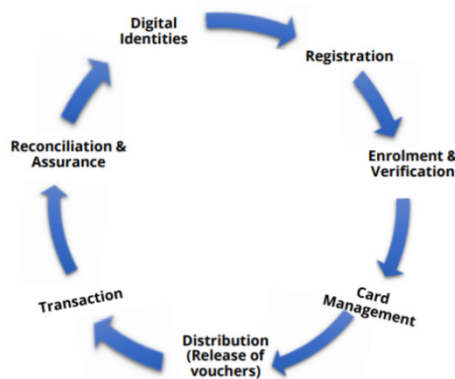 Digital
Identities
Registration
Enrolment &
Verification
Card
Management
Distribution
(Release of
vouchers)
Transaction
Reconciliation &
Assurance